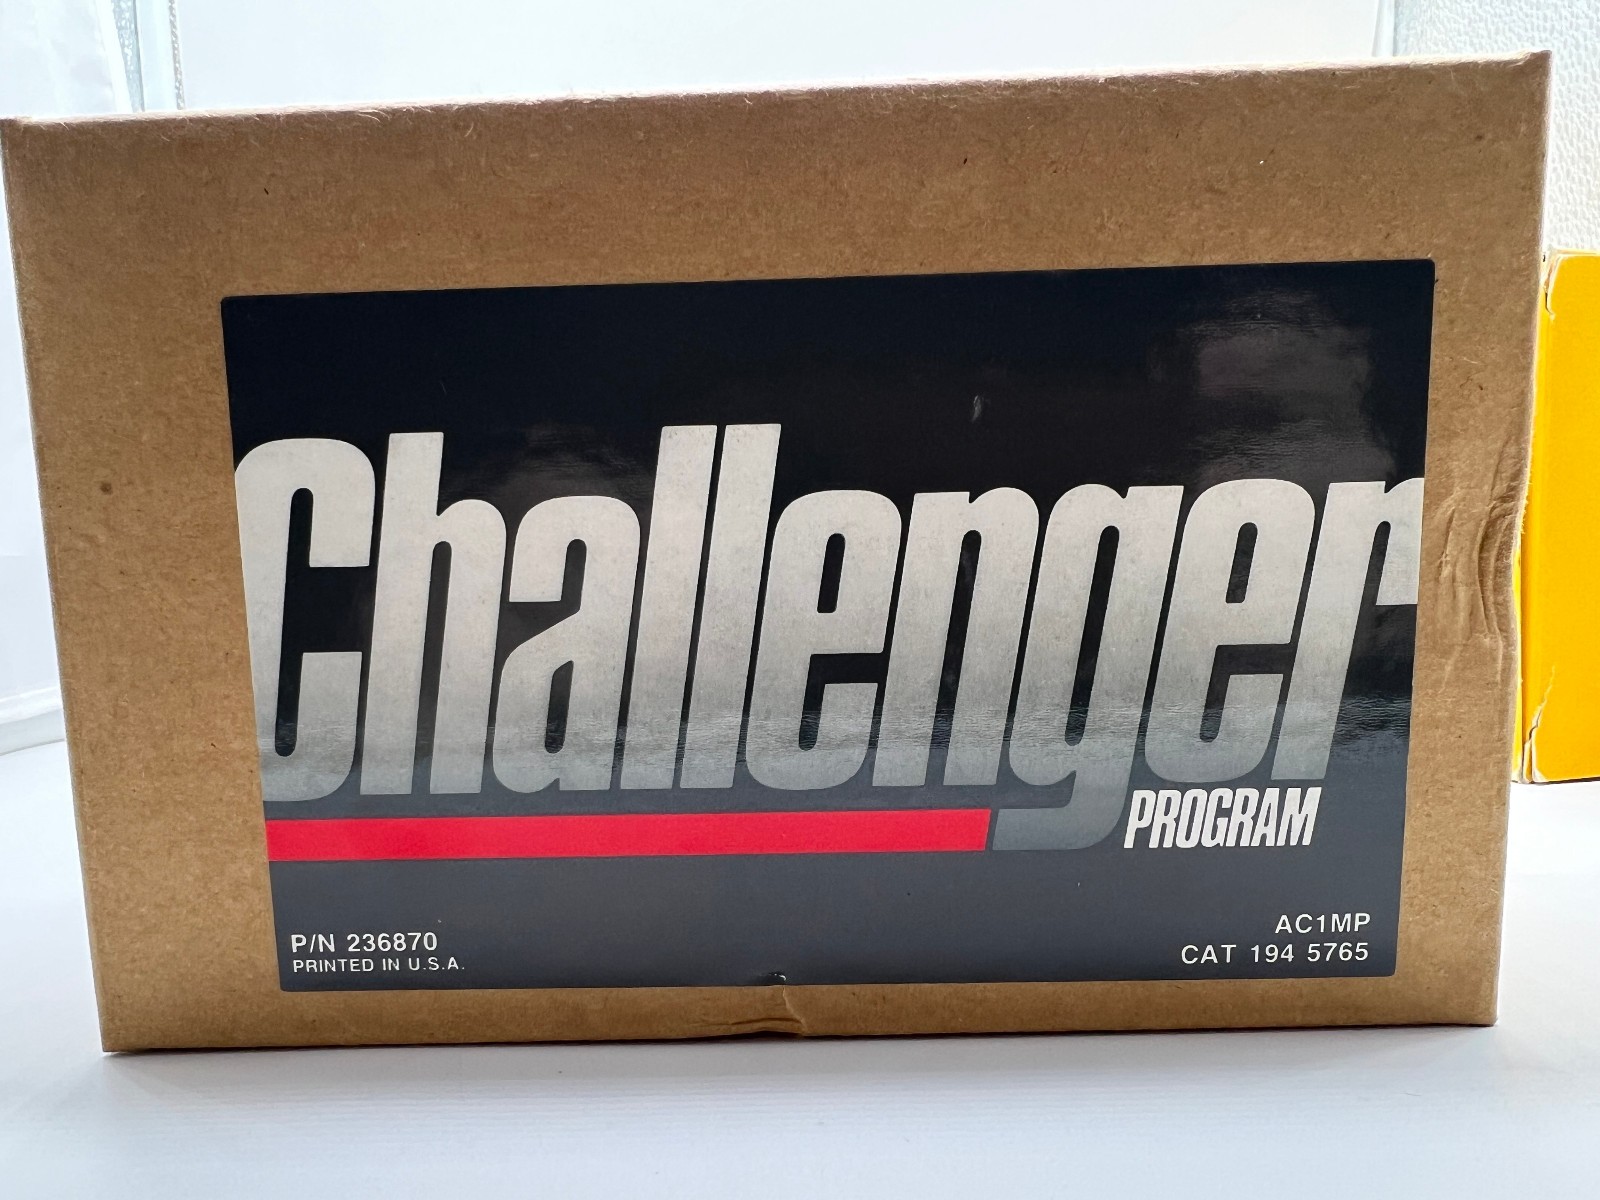 Challenger
PROGRAM
P/N 236870
PRINTED IN U.S.A.
AC1MP
CAT 194 5765